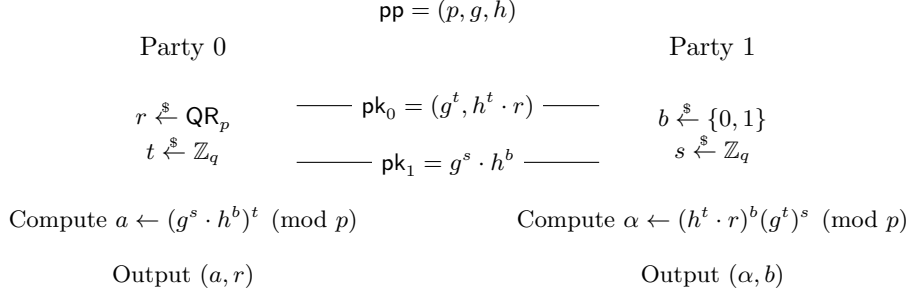 pp = (p, g, h)
Party 0
Party 1
r ←$ QR_p
pk_0 = (g^t, h^t · r)
b ←$ {0, 1}
t ←$ ℤ_q
pk_1 = g^s · h^b
s ←$ ℤ_q
Compute a ← (g^s · h^b)^t (mod p)
Compute α ← (h^t · r)^b (g^t)^s (mod p)
Output (a, r)
Output (α, b)